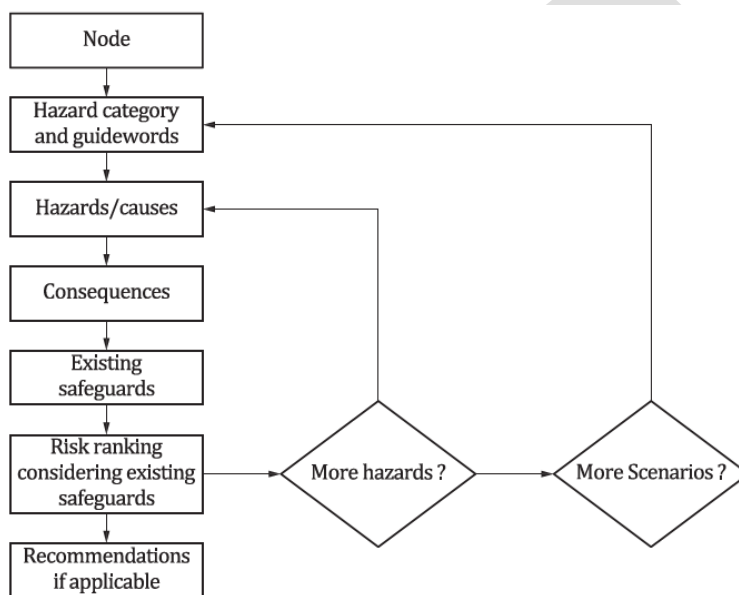 Node
Hazard category
and guidewords
Hazards/causes
Consequences
Existing
safeguards
Risk ranking
considering existing
safeguards
More hazards ?
More Scenarios ?
Recommendations
if applicable